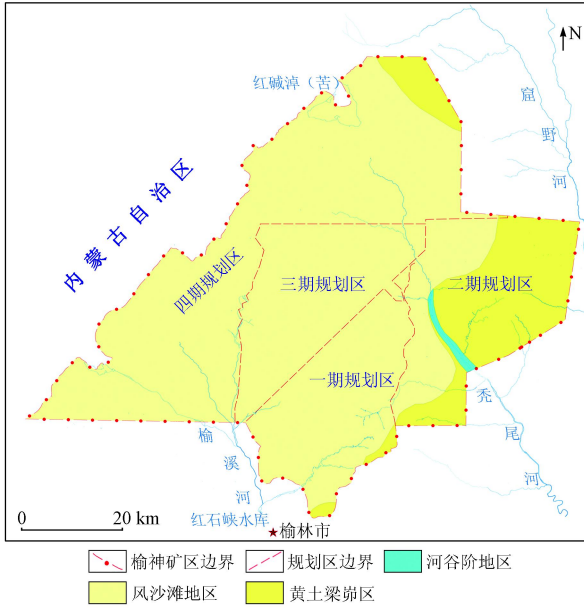 N
红碱淖（苦）
窟野河
内蒙古自治区
四期规划区
三期规划区
二期规划区
一期规划区
榆溪河
秃尾河
红石峡水库
0 20 km
★榆林市
榆神矿区边界
规划区边界
河谷阶地区
风沙滩地区
黄土梁峁区